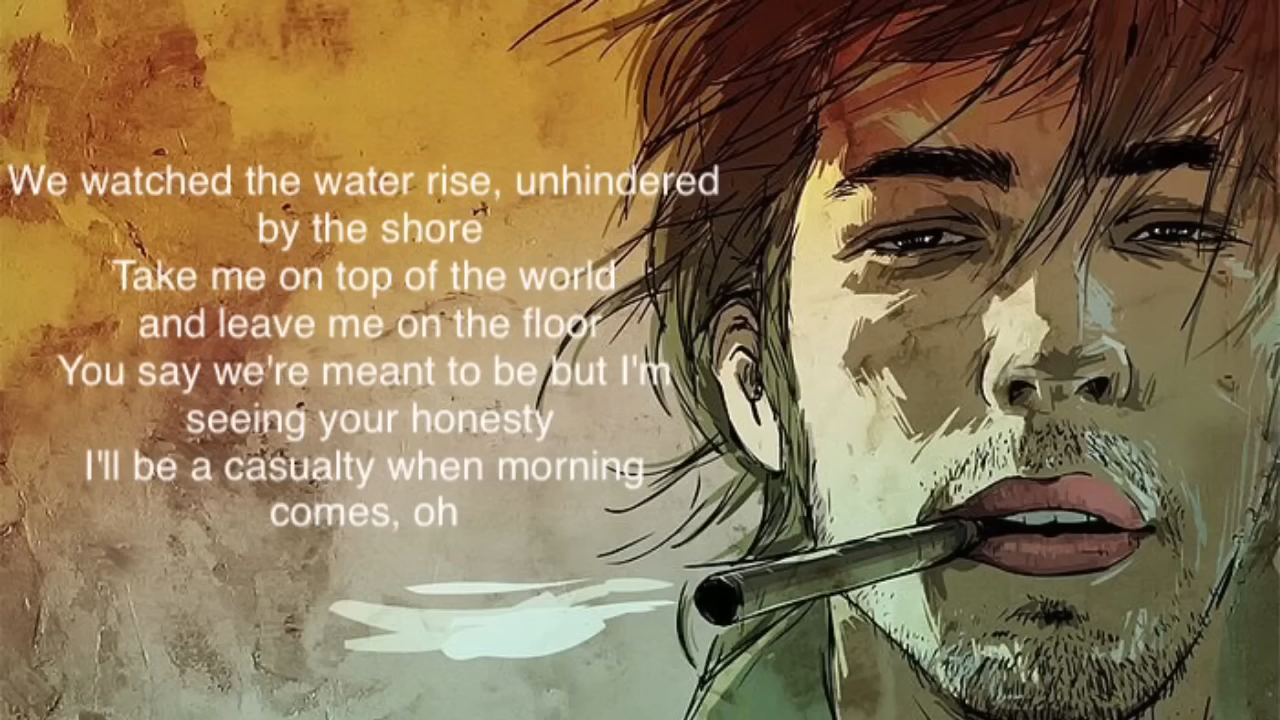 We watched the water rise, unhindered
by the shore
Take me on top of the world
and leave me on the floor
You say we're meant to be but I'm
seeing your honesty
I'll be a casualty when morning
comes, oh